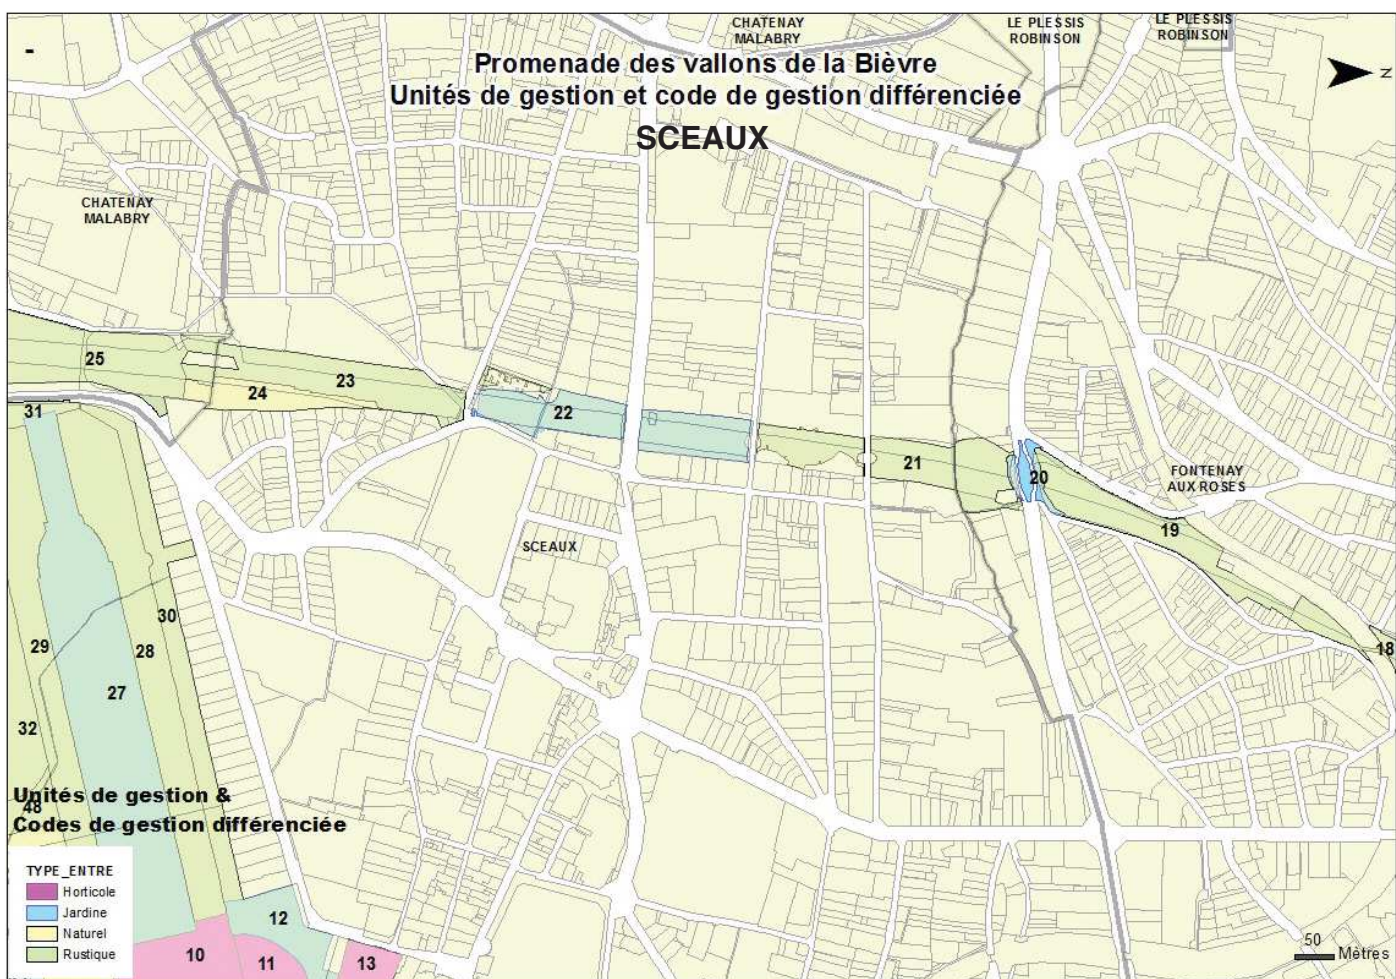 CHATENAY
MALABRY
LE PLESSIS
ROBINSON
LE PLESSIS
ROBINSON
-
Promenade des vallons de la Bièvre
Unités de gestion et code de gestion différenciée
SCEAUX
N
CHATENAY
MALABRY
25
24
23
22
21
20
19
18
FONTENAY
AUX ROSES
31
SCEAUX
30
29
28
27
32
48
Unités de gestion &
Codes de gestion différenciée
TYPE_ENTRE
Horticole
Jardine
Naturel
Rustique
12
10
11
13
50
Mètres